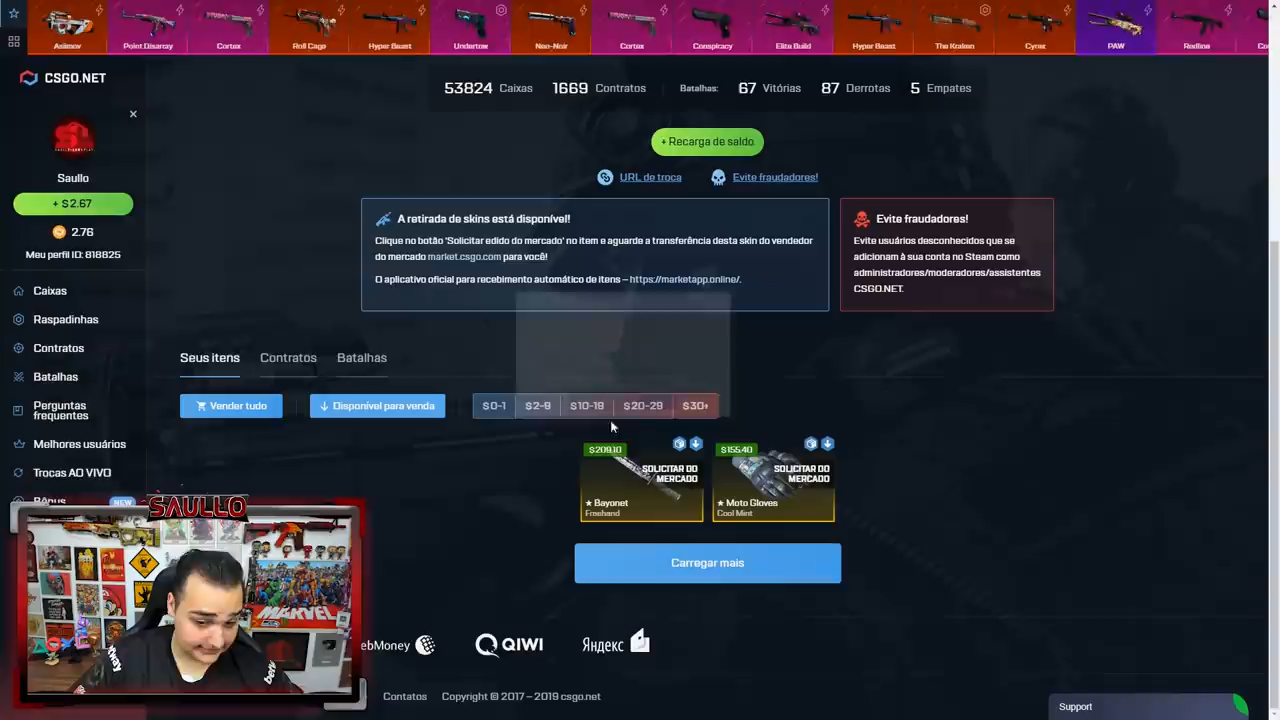 Asiimov
Point Disarray
Cortex
Roll Cage
Hyper Beast
Undertow
Neo-Noir
Cortex
Conspiracy
Elite Build
Hyper Beast
The Kraken
Cyrex
PAW
Redline
CSGO.NET
53824 Caixas 1669 Contratos Batalhas: 67 Vitórias 87 Derrotas 5 Empates
Saullo
+ $ 2.67
2.76
Meu perfil ID: 818825
+ Recarga de saldo
URL de troca Evite fraudadores!
A retirada de skins está disponível!
Clique no botão 'Solicitar edido do mercado' no item e aguarde a transferência desta skin do vendedor
do mercado market.csgo.com para você!
O aplicativo oficial para recebimento automático de itens – https://marketapp.online/.
Evite fraudadores!
Evite usuários desconhecidos que se
adicionam à sua conta no Steam como
administradores/moderadores/assistentes
CSGO.NET.
Caixas
Raspadinhas
Contratos
Batalhas
Perguntas
frequentes
Melhores usuários
Trocas AO VIVO
Bônus NEW
Seus itens Contratos Batalhas
Vender tudo Disponível para venda $0-1 $2-9 $10-19 $20-29 $30+
$209.10
SOLICITAR DO
MERCADO
★ Bayonet
Freehand
$155.40
SOLICITAR DO
MERCADO
★ Moto Gloves
Cool Mint
Carregar mais
SAULLO
MARVEL
ebMoney QIWI Яндекс
Contatos Copyright © 2017 – 2019 csgo.net
Support